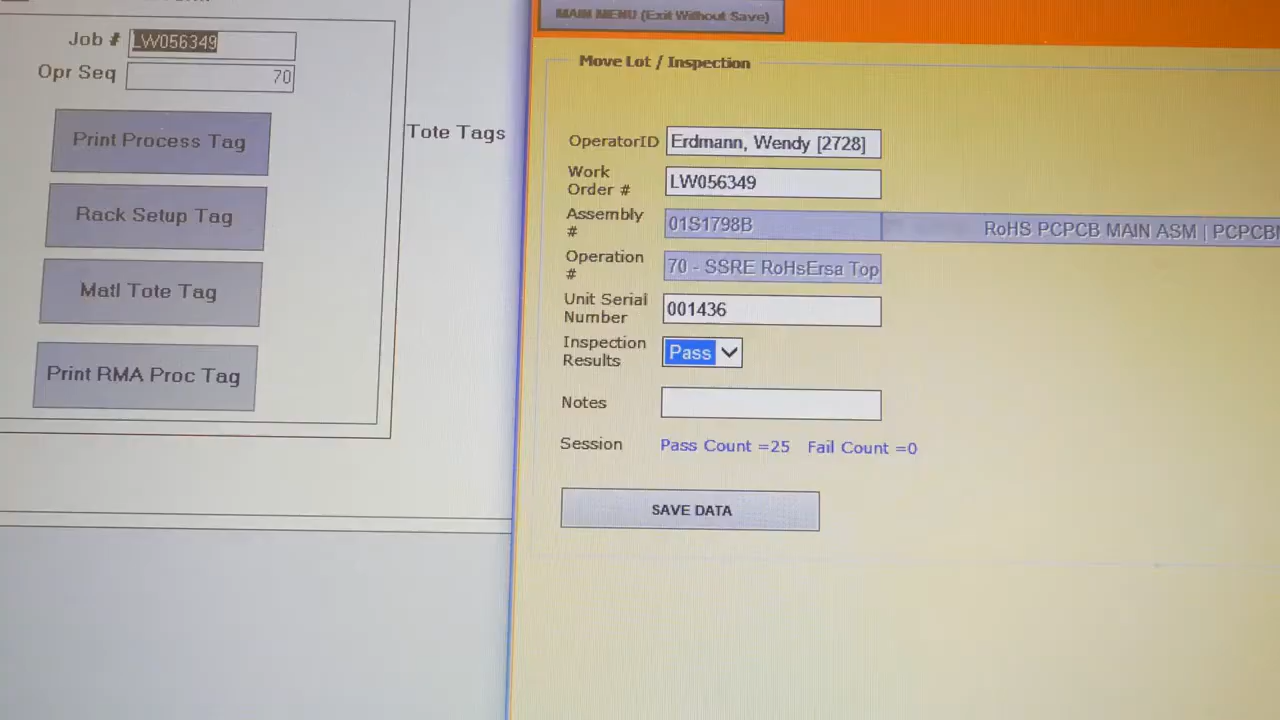 Job # LW056349
Opr Seq 70
Print Process Tag
Rack Setup Tag
Matl Tote Tag
Print RMA Proc Tag
Tote Tags
MAIN MENU (Exit Without Save)
Move Lot / Inspection
OperatorID Erdmann, Wendy [2728]
Work
Order # LW056349
Assembly
# 01S1798B RoHS PCPCB MAIN ASM |
Operation
# 70 - SSRE RoHsErsa Top
Unit Serial
Number 001436
Inspection
Results Pass
Notes
Session Pass Count =25 Fail Count =0
SAVE DATA